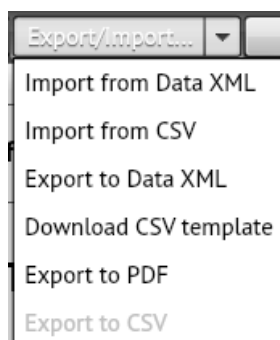 Export/Import...
Import from Data XML
Import from CSV
Export to Data XML
Download CSV template
Export to PDF
Export to CSV